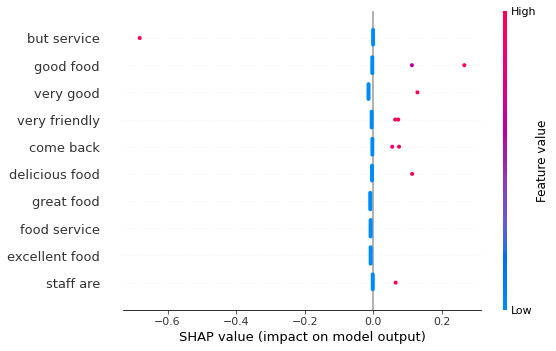 High
but service
good food
very good
very friendly
come back
delicious food
great food
food service
excellent food
staff are
Feature value
Low
−0.6 −0.4 −0.2 0.0 0.2
SHAP value (impact on model output)